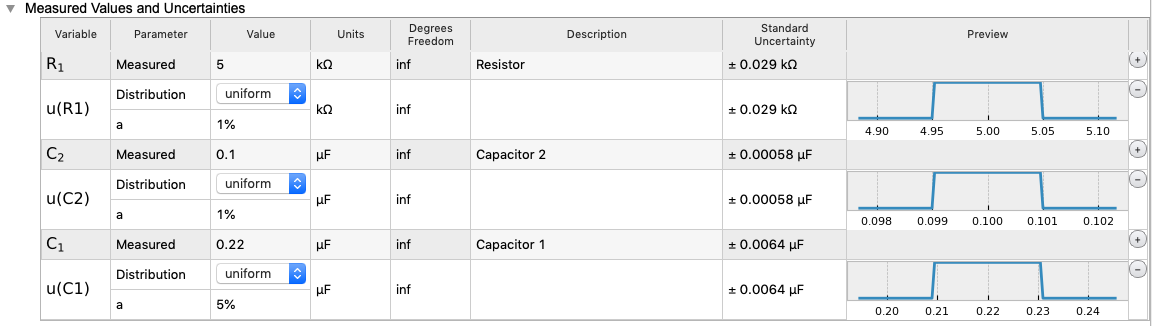 Measured Values and Uncertainties
Variable Parameter Value Units Degrees Freedom Description Standard Uncertainty Preview
R₁ Measured 5 kΩ inf Resistor ± 0.029 kΩ +
u(R1) Distribution uniform kΩ inf ± 0.029 kΩ −
a 1%
4.90 4.95 5.00 5.05 5.10
C₂ Measured 0.1 µF inf Capacitor 2 ± 0.00058 µF +
u(C2) Distribution uniform µF inf ± 0.00058 µF −
a 1%
0.098 0.099 0.100 0.101 0.102
C₁ Measured 0.22 µF inf Capacitor 1 ± 0.0064 µF +
u(C1) Distribution uniform µF inf ± 0.0064 µF −
a 5%
0.20 0.21 0.22 0.23 0.24